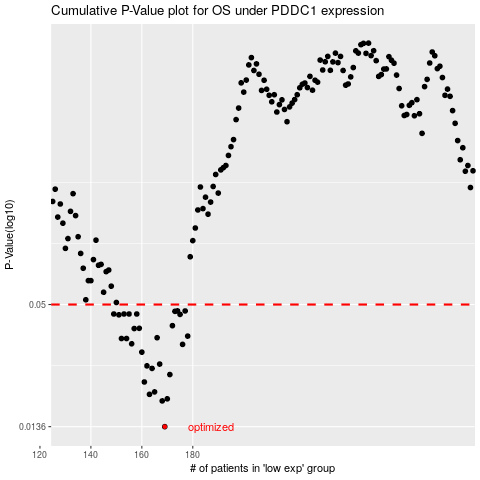 Cumulative P-Value plot for OS under PDDC1 expression
P-Value(log10)
0.05
0.0136
optimized
120 140 160 180
# of patients in 'low exp' group